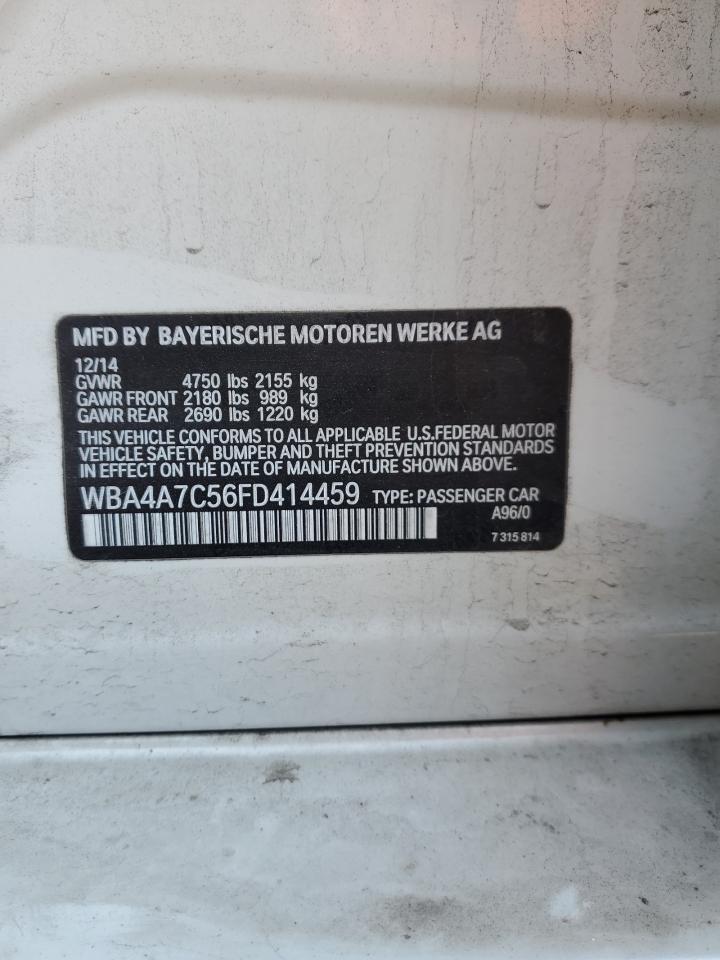 MFD BY BAYERISCHE MOTOREN WERKE AG
12/14
GVWR 4750 lbs 2155 kg
GAWR FRONT 2180 lbs 989 kg
GAWR REAR 2690 lbs 1220 kg
THIS VEHICLE CONFORMS TO ALL APPLICABLE U.S.FEDERAL MOTOR
VEHICLE SAFETY, BUMPER AND THEFT PREVENTION STANDARDS
IN EFFECT ON THE DATE OF MANUFACTURE SHOWN ABOVE.
WBA4A7C56FD414459 TYPE: PASSENGER CAR
A96/0
7 315 814